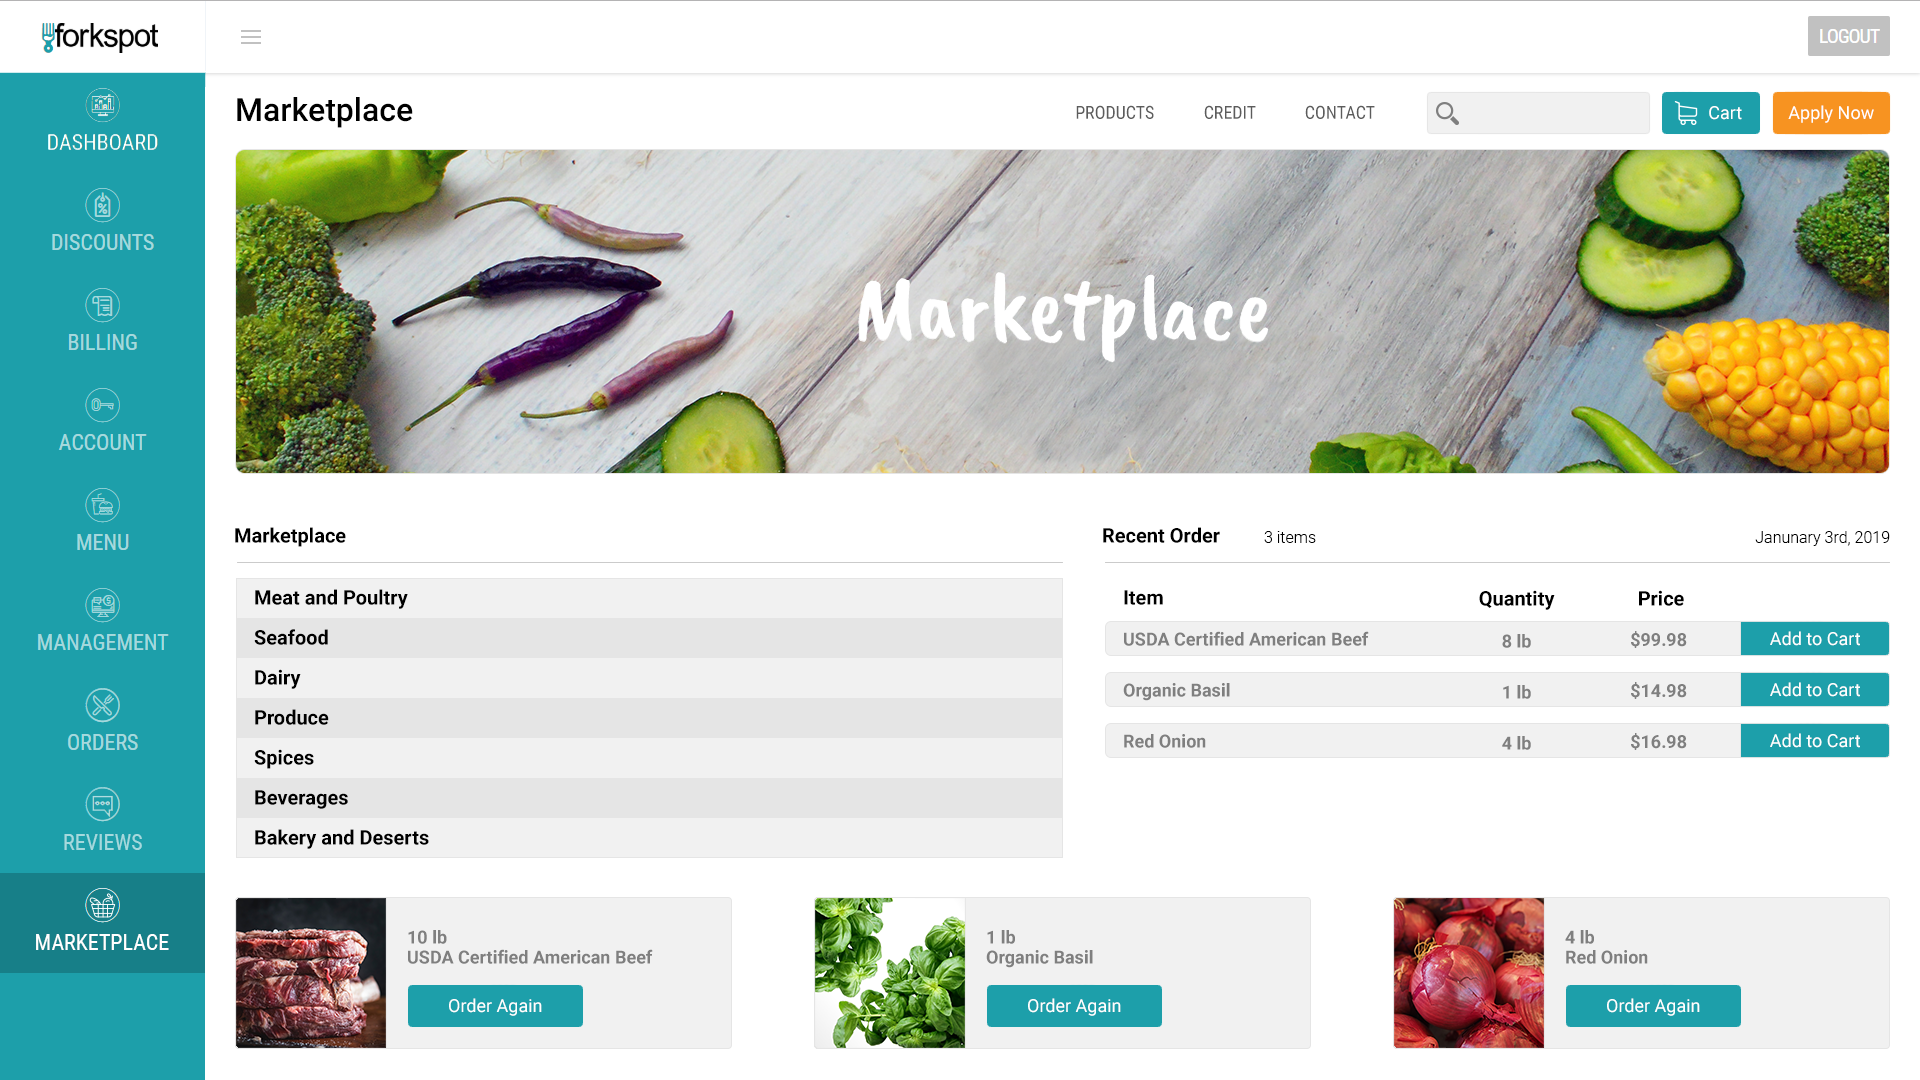 forkspot
LOGOUT
DASHBOARD
DISCOUNTS
BILLING
ACCOUNT
MENU
MANAGEMENT
ORDERS
REVIEWS
MARKETPLACE
Marketplace
PRODUCTS
CREDIT
CONTACT
Cart
Apply Now
Marketplace
Marketplace
Meat and Poultry
Seafood
Dairy
Produce
Spices
Beverages
Bakery and Deserts
Recent Order 3 items Janunary 3rd, 2019
Item Quantity Price
USDA Certified American Beef 8 lb $99.98 Add to Cart
Organic Basil 1 lb $14.98 Add to Cart
Red Onion 4 lb $16.98 Add to Cart
10 lb
USDA Certified American Beef
Order Again
1 lb
Organic Basil
Order Again
4 lb
Red Onion
Order Again